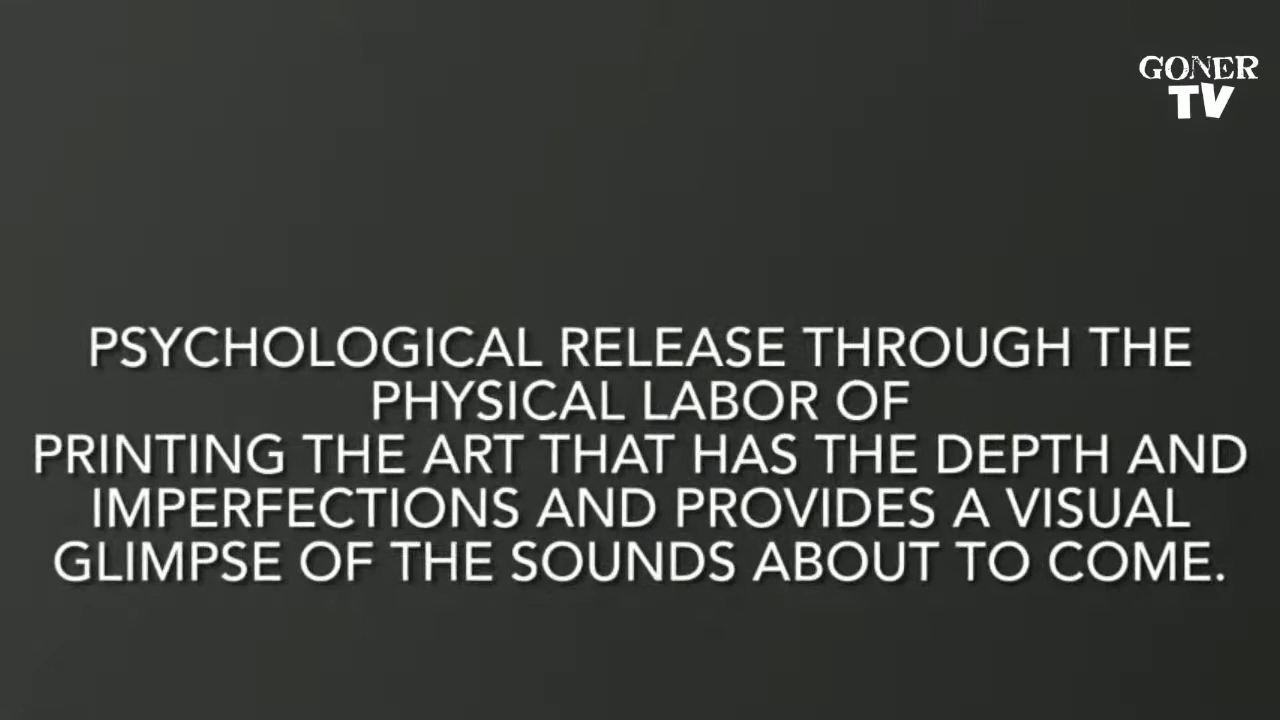 GONER
TV
PSYCHOLOGICAL RELEASE THROUGH THE
PHYSICAL LABOR OF
PRINTING THE ART THAT HAS THE DEPTH AND
IMPERFECTIONS AND PROVIDES A VISUAL
GLIMPSE OF THE SOUNDS ABOUT TO COME.